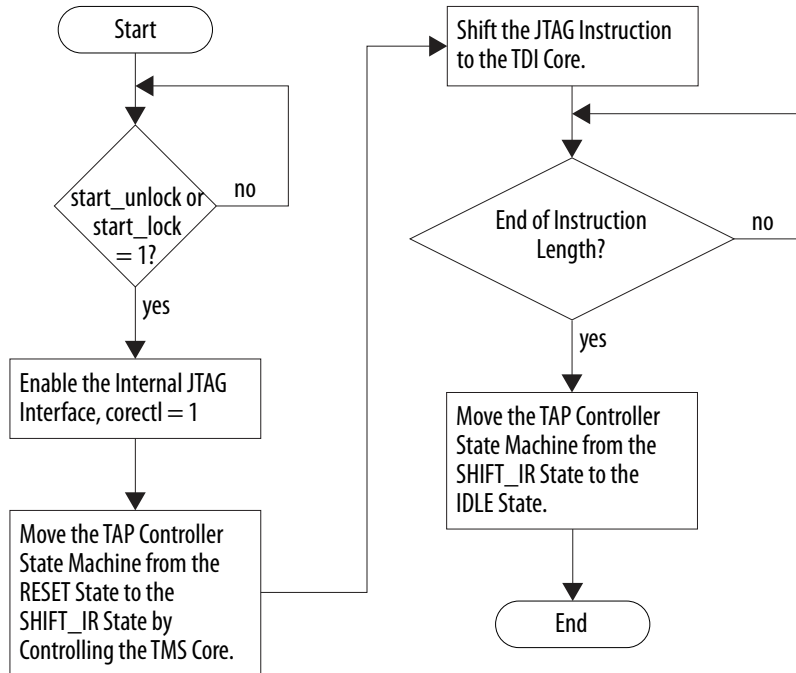 Start
start_unlock or
start_lock
= 1?
no
yes
Enable the Internal JTAG
Interface, corectl = 1
Move the TAP Controller
State Machine from the
RESET State to the
SHIFT_IR State by
Controlling the TMS Core.
Shift the JTAG Instruction
to the TDI Core.
End of Instruction
Length?
no
yes
Move the TAP Controller
State Machine from the
SHIFT_IR State to the
IDLE State.
End